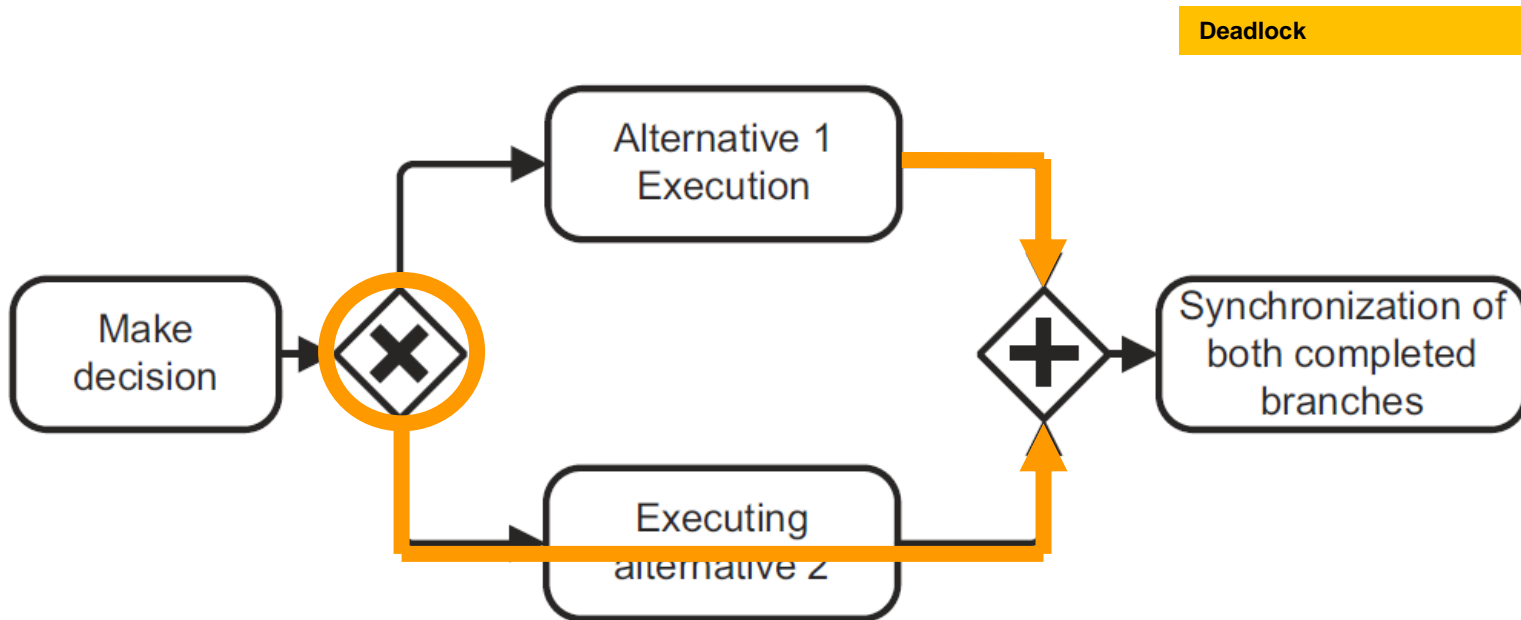 Deadlock
Alternative 1
Execution
Make
decision
Synchronization of
both completed
branches
Executing
alternative 2